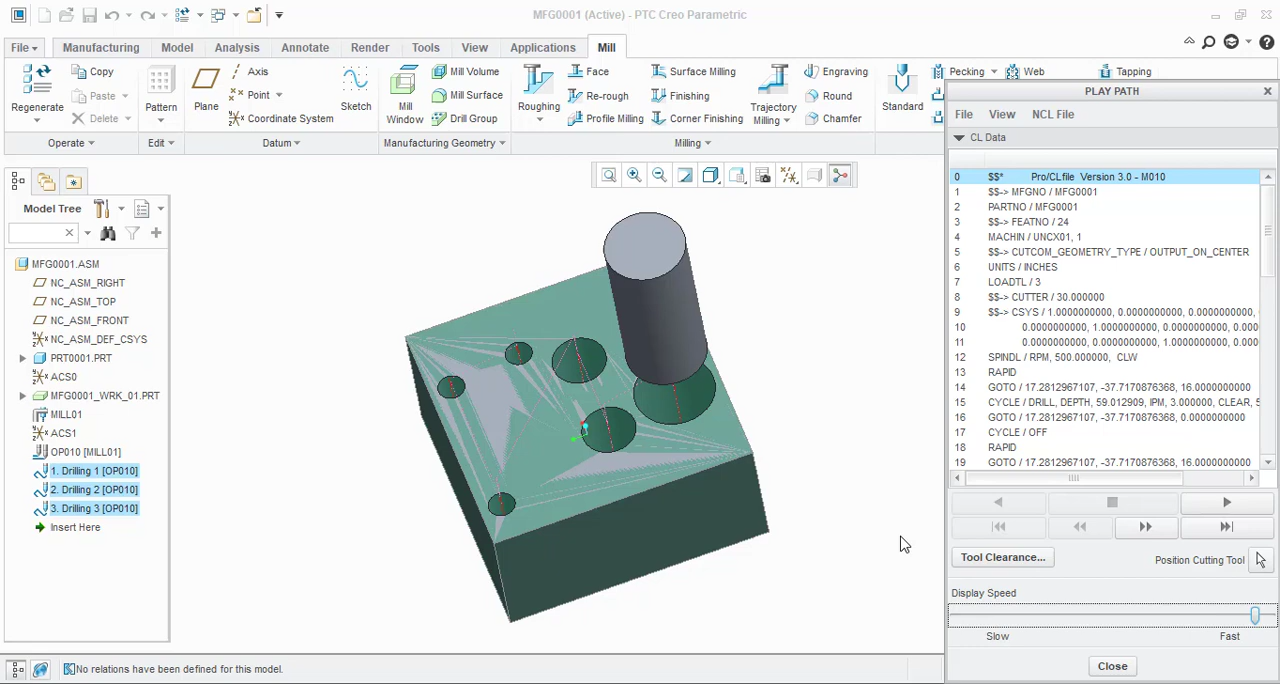 MFG0001 (Active) - PTC Creo Parametric
File Manufacturing Model Analysis Annotate Render Tools View Applications Mill
Regenerate
Copy
Paste
Delete
Pattern
Plane
Axis
Point
Coordinate System
Sketch
Mill Window
Mill Volume
Mill Surface
Drill Group
Roughing
Face
Re-rough
Profile Milling
Surface Milling
Finishing
Corner Finishing
Trajectory Milling
Engraving
Round
Chamfer
Standard
Pecking
Web
Tapping
Operate Edit Datum Manufacturing Geometry Milling
PLAY PATH
File View NCL File
CL Data
0 $$* Pro/CLfile Version 3.0 - M010
1 $$-> MFGNO / MFG0001
2 PARTNO / MFG0001
3 $$-> FEATNO / 24
4 MACHIN / UNCX01, 1
5 $$-> CUTCOM_GEOMETRY_TYPE / OUTPUT_ON_CENTER
6 UNITS / INCHES
7 LOADTL / 3
8 $$-> CUTTER / 30.000000
9 $$-> CSYS / 1.0000000000, 0.0000000000, 0.000000000,
10 0.0000000000, 1.0000000000, 0.0000000000, 0.000
11 0.0000000000, 0.0000000000, 1.0000000000, 0.000
12 SPINDL / RPM, 500.000000, CLW
13 RAPID
14 GOTO / 17.2812967107, -37.7170876368, 16.0000000000
15 CYCLE / DRILL, DEPTH, 59.012909, IPM, 3.000000, CLEAR, 5
16 GOTO / 17.2812967107, -37.7170876368, 0.0000000000
17 CYCLE / OFF
18 RAPID
19 GOTO / 17.2812967107, -37.7170876368, 16.0000000000
Tool Clearance...
Position Cutting Tool
Display Speed
Slow Fast
Close
Model Tree
MFG0001.ASM
NC_ASM_RIGHT
NC_ASM_TOP
NC_ASM_FRONT
NC_ASM_DEF_CSYS
PRT0001.PRT
ACS0
MFG0001_WRK_01.PRT
MILL01
ACS1
OP010 [MILL01]
1. Drilling 1 [OP010]
2. Drilling 2 [OP010]
3. Drilling 3 [OP010]
Insert Here
No relations have been defined for this model.